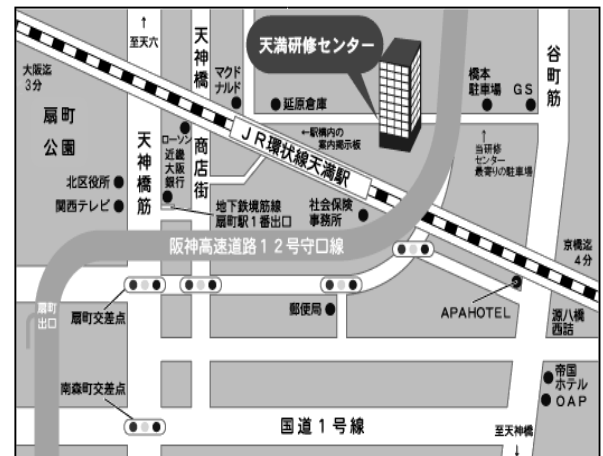 ↑
至天六
天神橋
商店街
天満研修センター
谷町筋
大阪迄
3分
マクド
ナルド
延原倉庫
橋本
駐車場
GS
扇町
公園
天神橋筋
ローソン
近畿
大阪
銀行
JR環状線天満駅
←駅構内の
案内掲示板
↑
当研修
センター
最寄りの駐車場
北区役所
関西テレビ
地下鉄境筋線
扇町駅1番出口
社会保険
事務所
阪神高速道路12号守口線
京橋迄
4分
扇町
出口
扇町交差点
郵便局
APAHOTEL
源八橋
西詰
南森町交差点
帝国
ホテル
OAP
国道1号線
至天神橋
↓